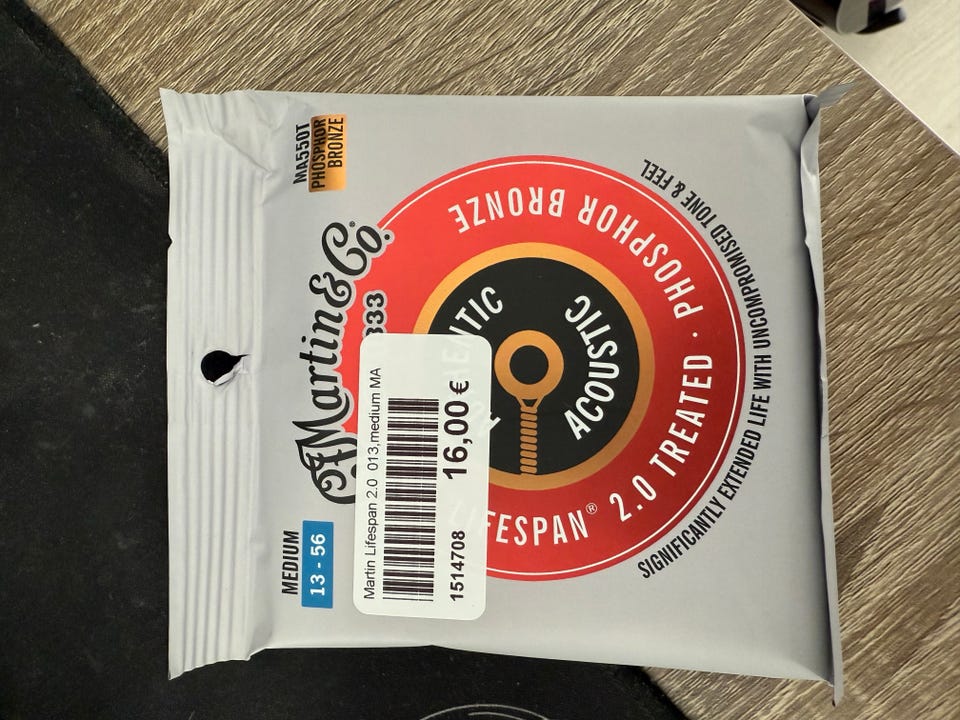 MEDIUM
13 - 56
MA550T
PHOSPHOR
BRONZE
Martin & Co.®
Martin Lifespan 2.0 013,medium MA
1514708
16,00 €
ACOUSTIC
2.0 TREATED · PHOSPHOR BRONZE
SIGNIFICANTLY EXTENDED LIFE WITH UNCOMPROMISED TONE & FEEL